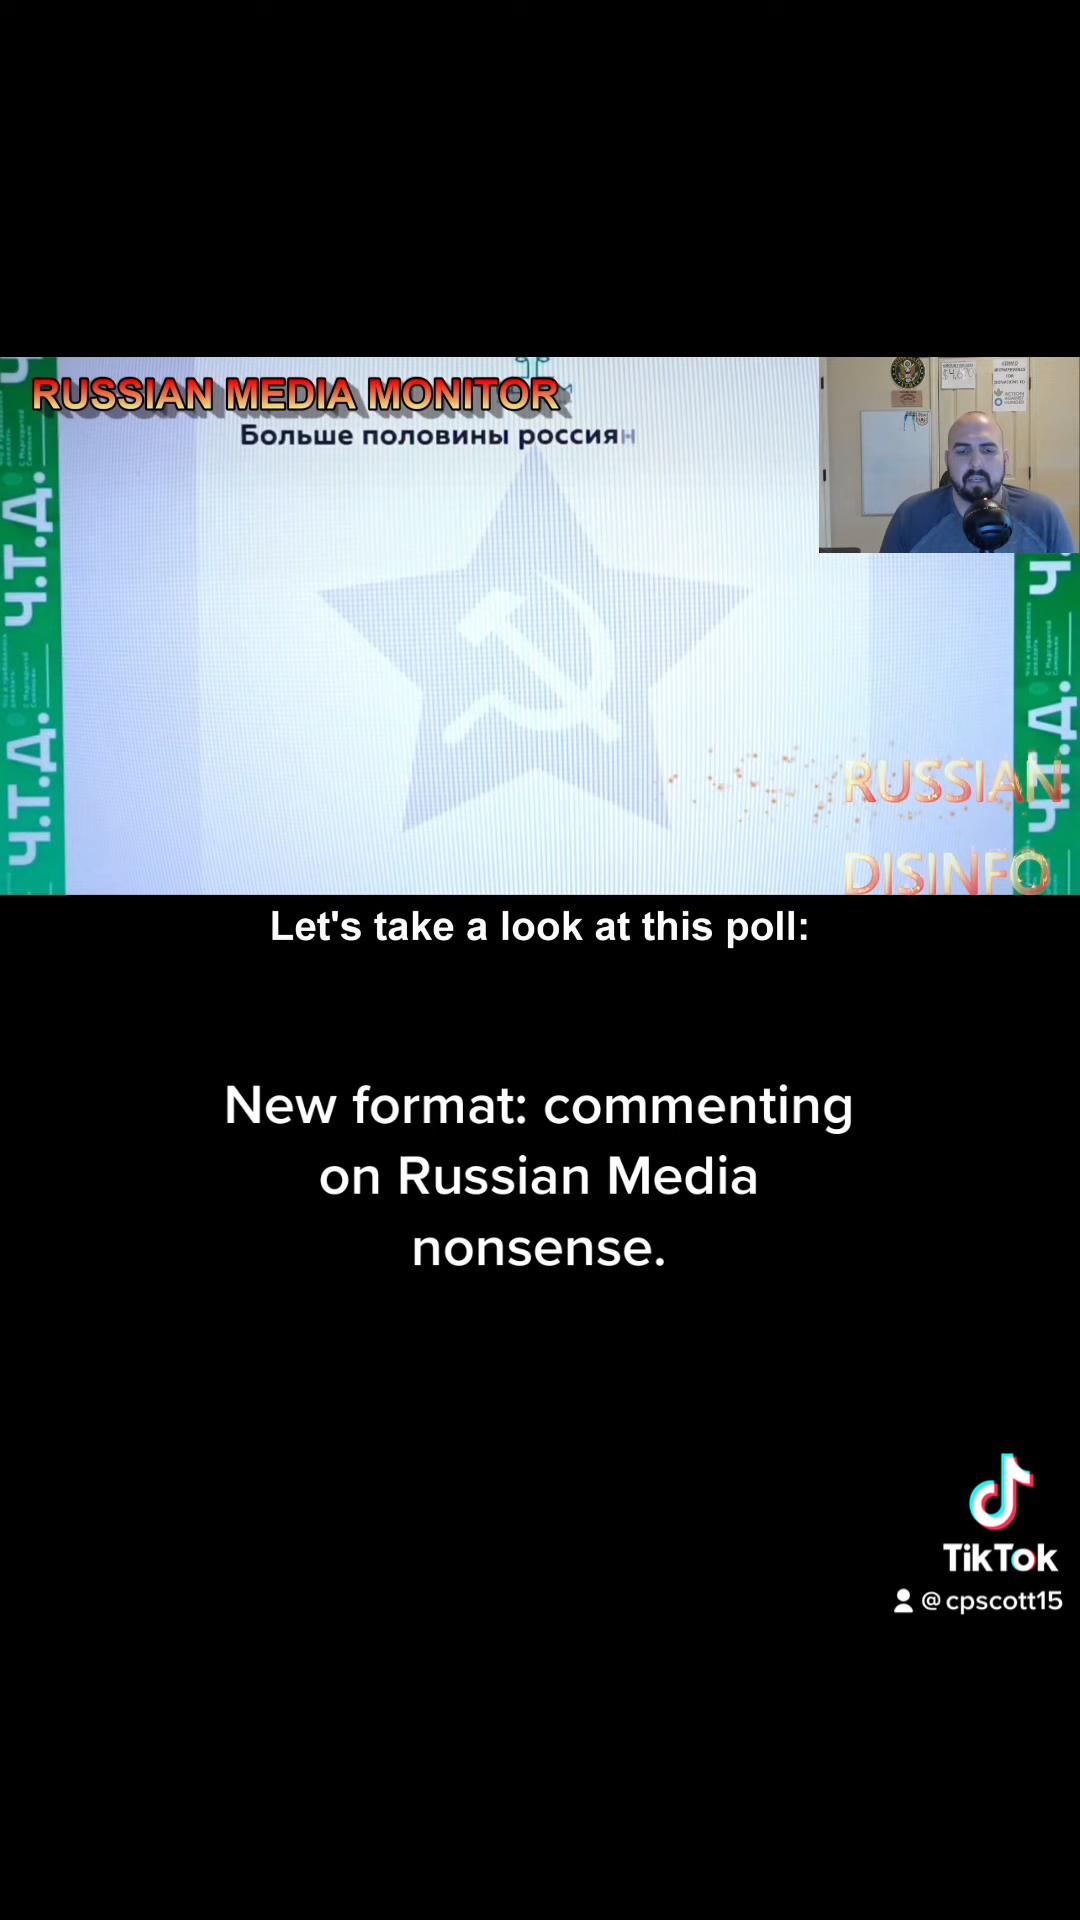 RUSSIAN MEDIA MONITOR
Больше половины россиян
Ч.Т.Д.
Ч.Т.Д.
Ч.Т.Д.
RUSSIAN
DISINFO
Let's take a look at this poll:
New format: commenting
on Russian Media
nonsense.
TikTok
@cpscott15